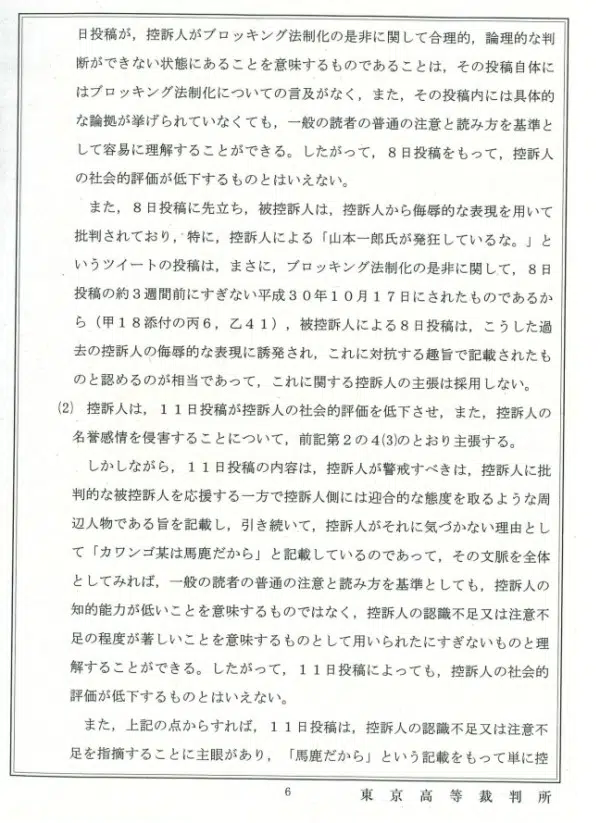 日投稿が，控訴人がブロッキング法制化の是非に関して合理的，論理的な判
断ができない状態にあることを意味するものであることは，その投稿自体に
はブロッキング法制化についての言及がなく，また，その投稿内には具体的
な論拠が挙げられていなくても，一般の読者の普通の注意と読み方を基準と
して容易に理解することができる。したがって，８日投稿をもって，控訴人
の社会的評価が低下するものとはいえない。
また，８日投稿に先立ち，被控訴人は，控訴人から侮辱的な表現を用いて
批判されており，特に，控訴人による「山本一郎氏が発狂しているな。」と
いうツイートの投稿は，まさに，ブロッキング法制化の是非に関して，８日
投稿の約３週間前にすぎない平成３０年１０月１７日にされたものであるか
ら（甲１８添付の丙６，乙４１），被控訴人による８日投稿は，こうした過
去の控訴人の侮辱的な表現に誘発され，これに対抗する趣旨で記載されたも
のと認めるのが相当であって，これに関する控訴人の主張は採用しない。
⑵ 控訴人は，１１日投稿が控訴人の社会的評価を低下させ，また，控訴人の
名誉感情を侵害することについて，前記第２の４⑶のとおり主張する。
しかしながら，１１日投稿の内容は，控訴人が警戒すべきは，控訴人に批
判的な被控訴人を応援する一方で控訴人側には迎合的な態度を取るような周
辺人物である旨を記載し，引き続いて，控訴人がそれに気づかない理由とし
て「カワンゴ某は馬鹿だから」と記載しているのであって，その文脈を全体
としてみれば，一般の読者の普通の注意と読み方を基準としても，控訴人の
知的能力が低いことを意味するものではなく，控訴人の認識不足又は注意不
足の程度が著しいことを意味するものとして用いられたにすぎないものと理
解することができる。したがって，１１日投稿によっても，控訴人の社会的
評価が低下するものとはいえない。
また，上記の点からすれば，１１日投稿は，控訴人の認識不足又は注意不
足を指摘することに主眼があり，「馬鹿だから」という記載をもって単に控
6
東京高等裁判所